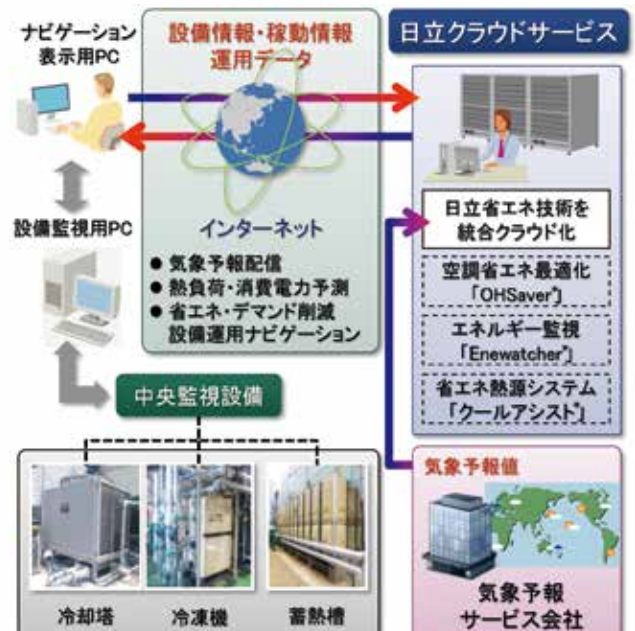 ナビゲーション
表示用PC
設備情報・稼動情報
運用データ
日立クラウドサービス
設備監視用PC
インターネット
● 気象予報配信
● 熱負荷・消費電力予測
● 省エネ・デマンド削減
設備運用ナビゲーション
日立省エネ技術を
統合クラウド化
空調省エネ最適化
「OHSaver*」
エネルギー監視
「Enewatcher*」
省エネ熱源システム
「クールアシスト*」
中央監視設備
冷却塔
冷凍機
蓄熱槽
気象予報値
気象予報
サービス会社